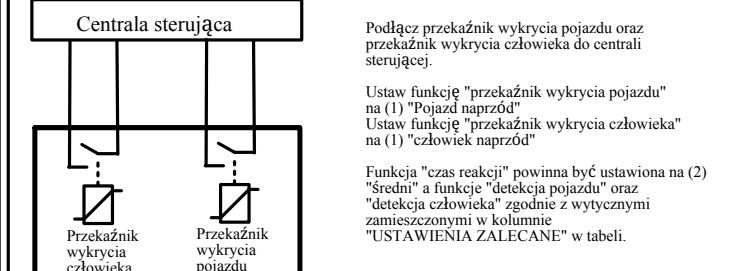 Centrala sterująca
Podłącz przekaźnik wykrycia pojazdu oraz
przekaźnik wykrycia człowieka do centrali
sterującej.
Ustaw funkcję "przekaźnik wykrycia pojazdu"
na (1) "Pojazd naprzód"
Ustaw funkcję "przekaźnik wykrycia człowieka"
na (1) "człowiek naprzód"
Funkcja "czas reakcji" powinna być ustawiona na (2)
"średni" a funkcje "detekcja pojazdu" oraz
"detekcja człowieka" zgodnie z wytycznymi
zamieszczonymi w kolumnie
"USTAWIENIA ZALECANE" w tabeli.
Przekaźnik
wykrycia
człowieka
Przekaźnik
wykrycia
pojazdu